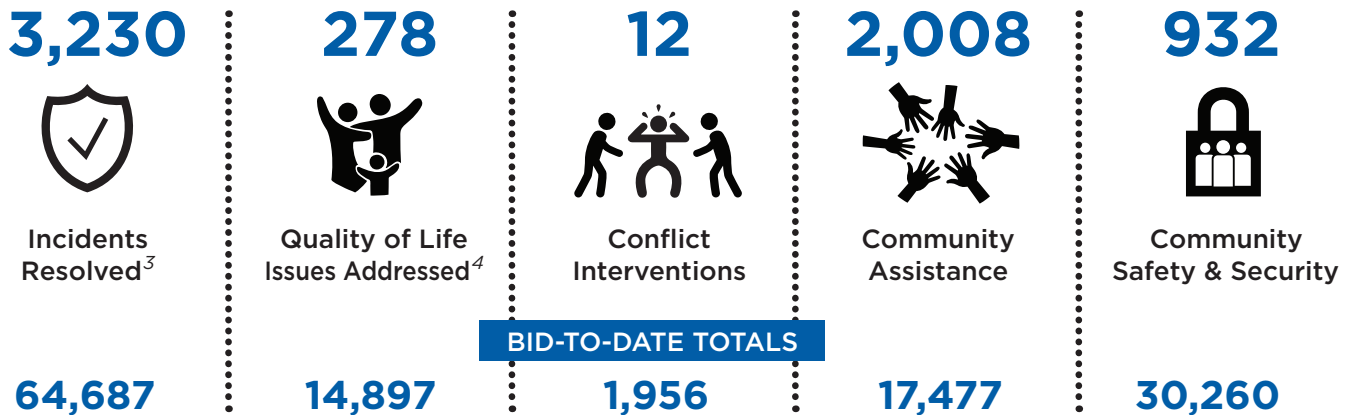 3,230
278
12
2,008
932
Incidents
Resolved3
Quality of Life
Issues Addressed4
Conflict
Interventions
Community
Assistance
Community
Safety & Security
BID-TO-DATE TOTALS
64,687
14,897
1,956
17,477
30,260